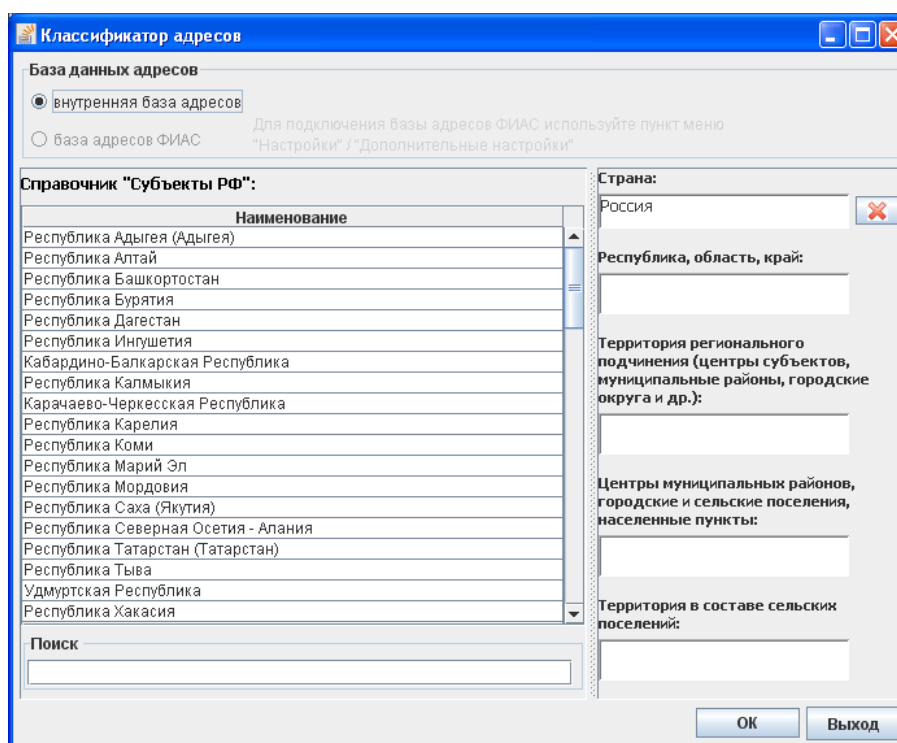 Классификатор адресов
База данных адресов
внутренняя база адресов
база адресов ФИАС
Для подключения базы адресов ФИАС используйте пункт меню
"Настройки" / "Дополнительные настройки"
Справочник "Субъекты РФ":
Наименование
Республика Адыгея (Адыгея)
Республика Алтай
Республика Башкортостан
Республика Бурятия
Республика Дагестан
Республика Ингушетия
Кабардино-Балкарская Республика
Республика Калмыкия
Карачаево-Черкесская Республика
Республика Карелия
Республика Коми
Республика Марий Эл
Республика Мордовия
Республика Саха (Якутия)
Республика Северная Осетия - Алания
Республика Татарстан (Татарстан)
Республика Тыва
Удмуртская Республика
Республика Хакасия
Поиск
Страна:
Россия
Республика, область, край:
Территория регионального
подчинения (центры субъектов,
муниципальные районы, городские
округа и др.):
Центры муниципальных районов,
городские и сельские поселения,
населенные пункты:
Территория в составе сельских
поселений:
ОК
Выход